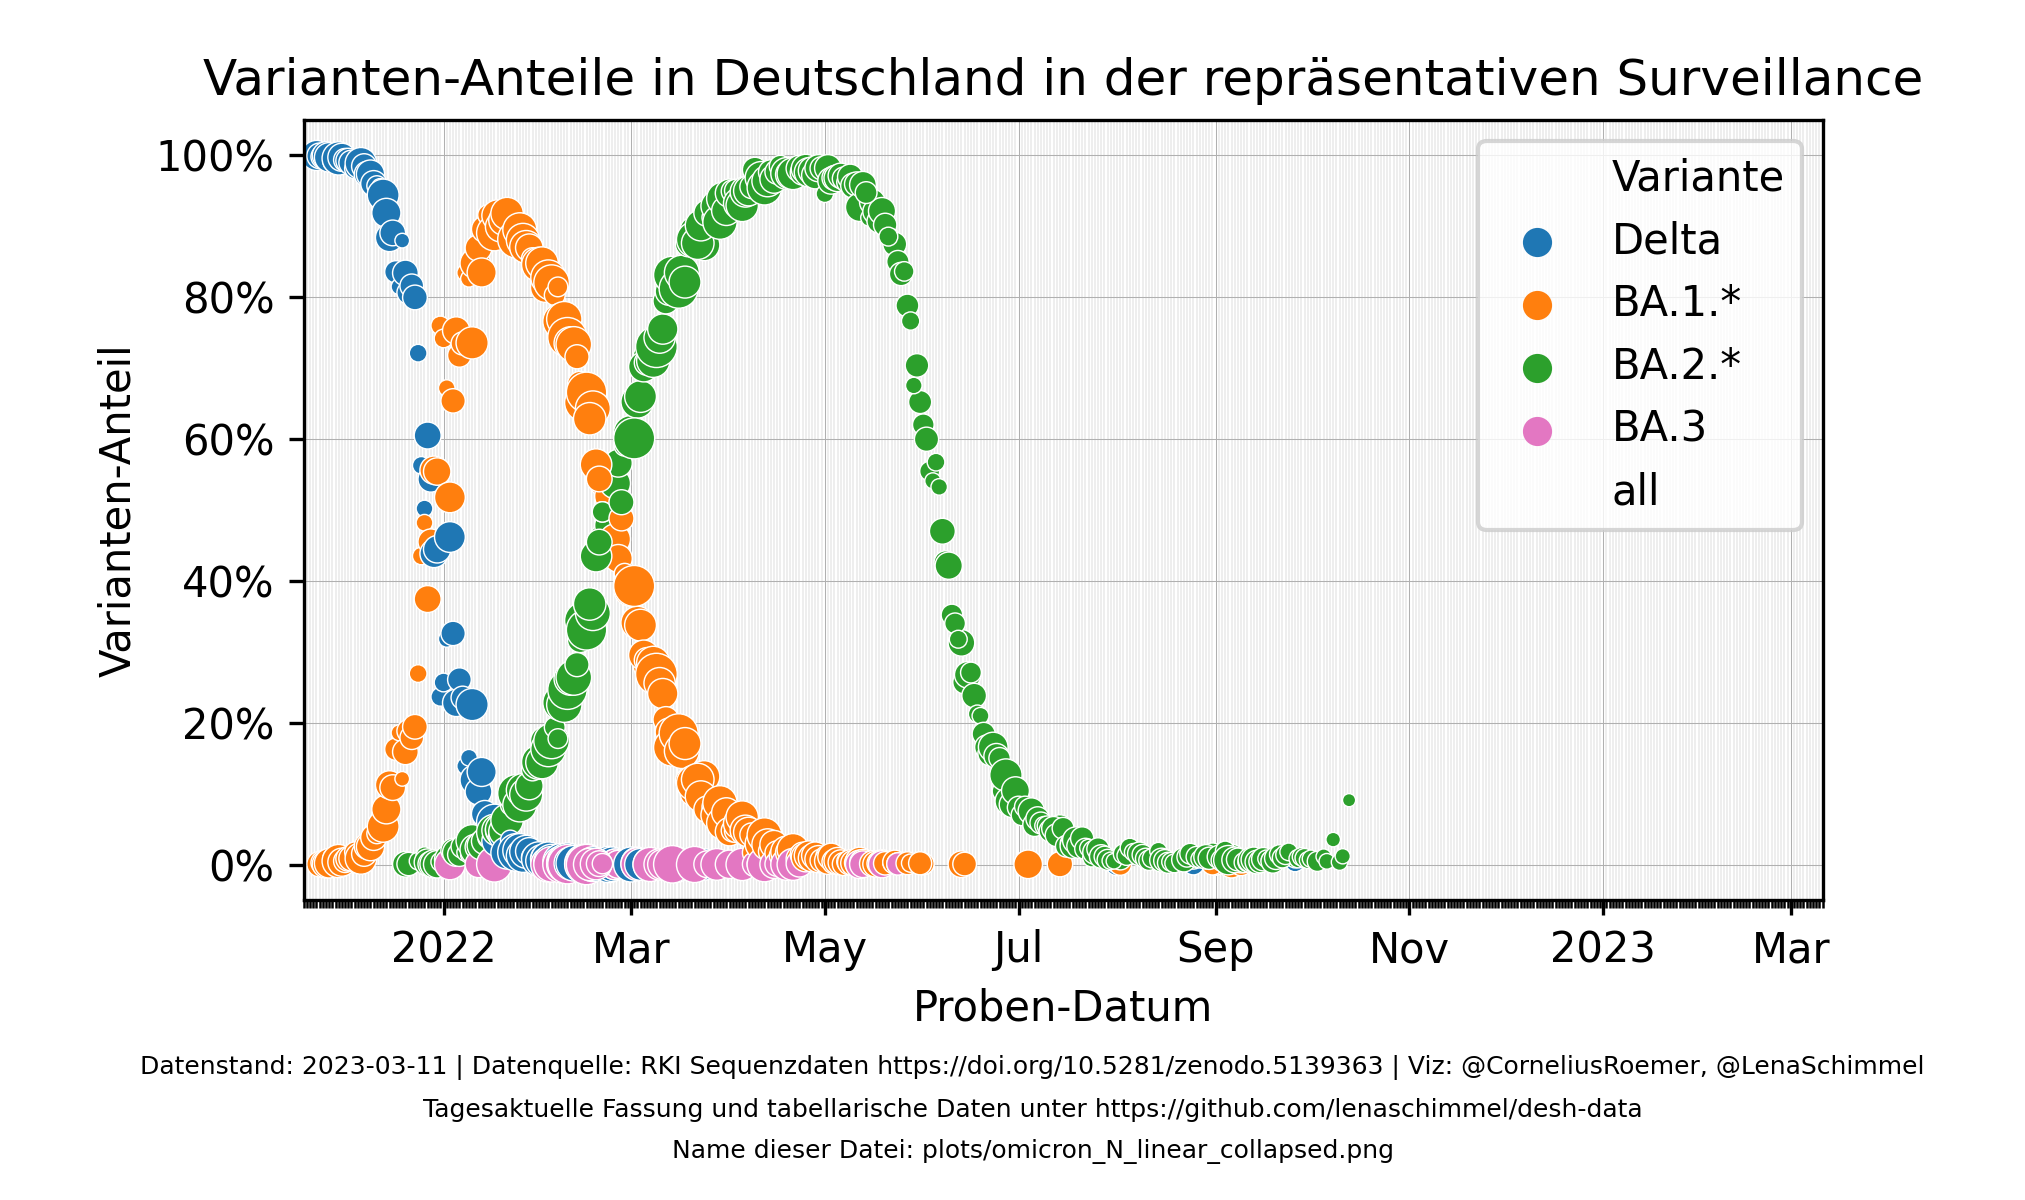 Varianten-Anteile in Deutschland in der repräsentativen Surveillance
Varianten-Anteil
100%
80%
60%
40%
20%
0%
Variante
Delta
BA.1.*
BA.2.*
BA.3
all
2022 Mar May Jul Sep Nov 2023 Mar
Proben-Datum
Datenstand: 2023-03-11 | Datenquelle: RKI Sequenzdaten https://doi.org/10.5281/zenodo.5139363 | Viz: @CorneliusRoemer, @LenaSchimmel
Tagesaktuelle Fassung und tabellarische Daten unter https://github.com/lenaschimmel/desh-data
Name dieser Datei: plots/omicron_N_linear_collapsed.png